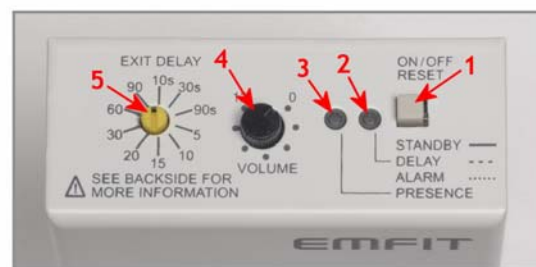 EXIT DELAY
5
90 10s 30s
60 90s
30 5
20 15 10
4
0
VOLUME
3
2
ON/OFF
RESET
1
STANDBY
DELAY
ALARM
PRESENCE
SEE BACKSIDE FOR
MORE INFORMATION
EMFIT